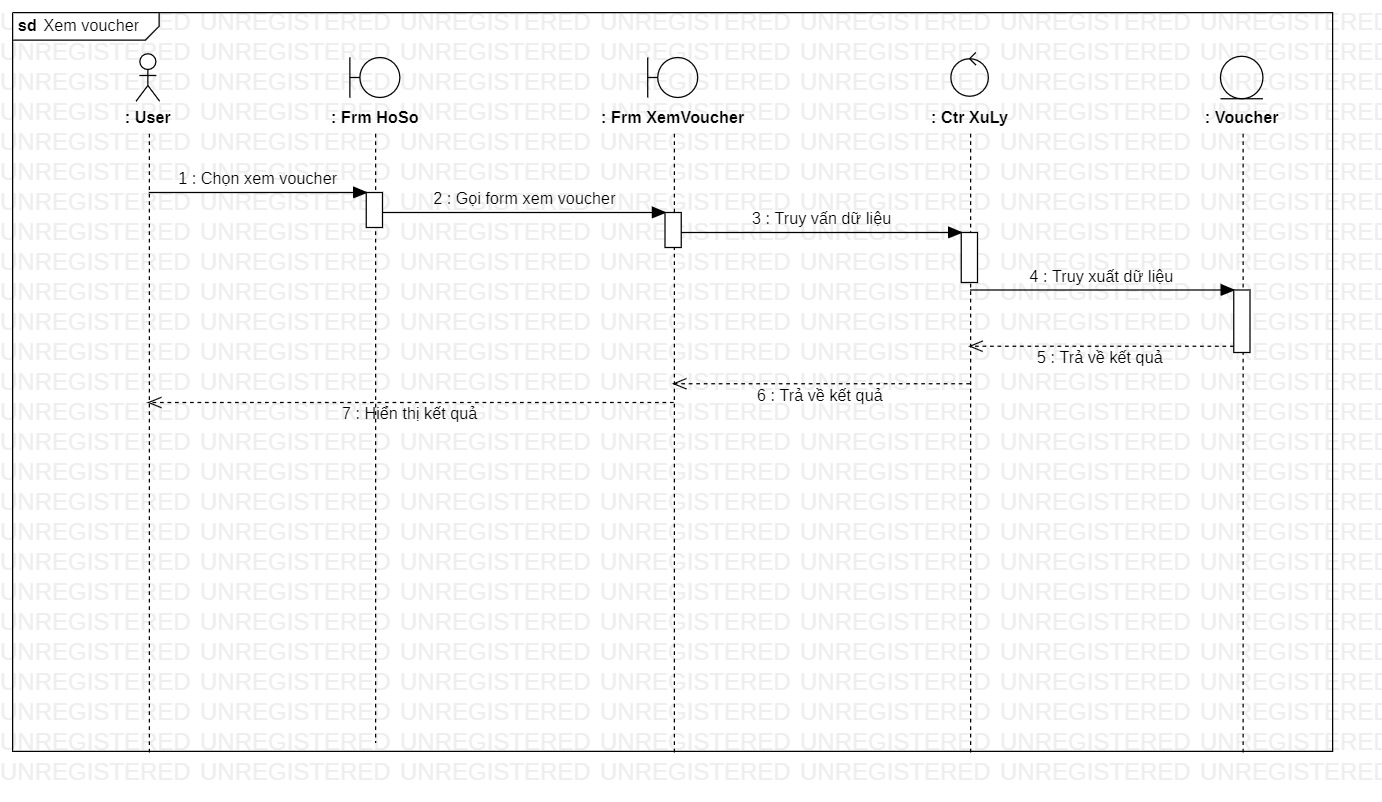 sd Xem voucher
: User
: Frm HoSo
: Frm XemVoucher
: Ctr XuLy
: Voucher
1 : Chọn xem voucher
2 : Gọi form xem voucher
3 : Truy vấn dữ liệu
4 : Truy xuất dữ liệu
5 : Trả về kết quả
6 : Trả về kết quả
7 : Hiển thị kết quả
UNREGISTERED